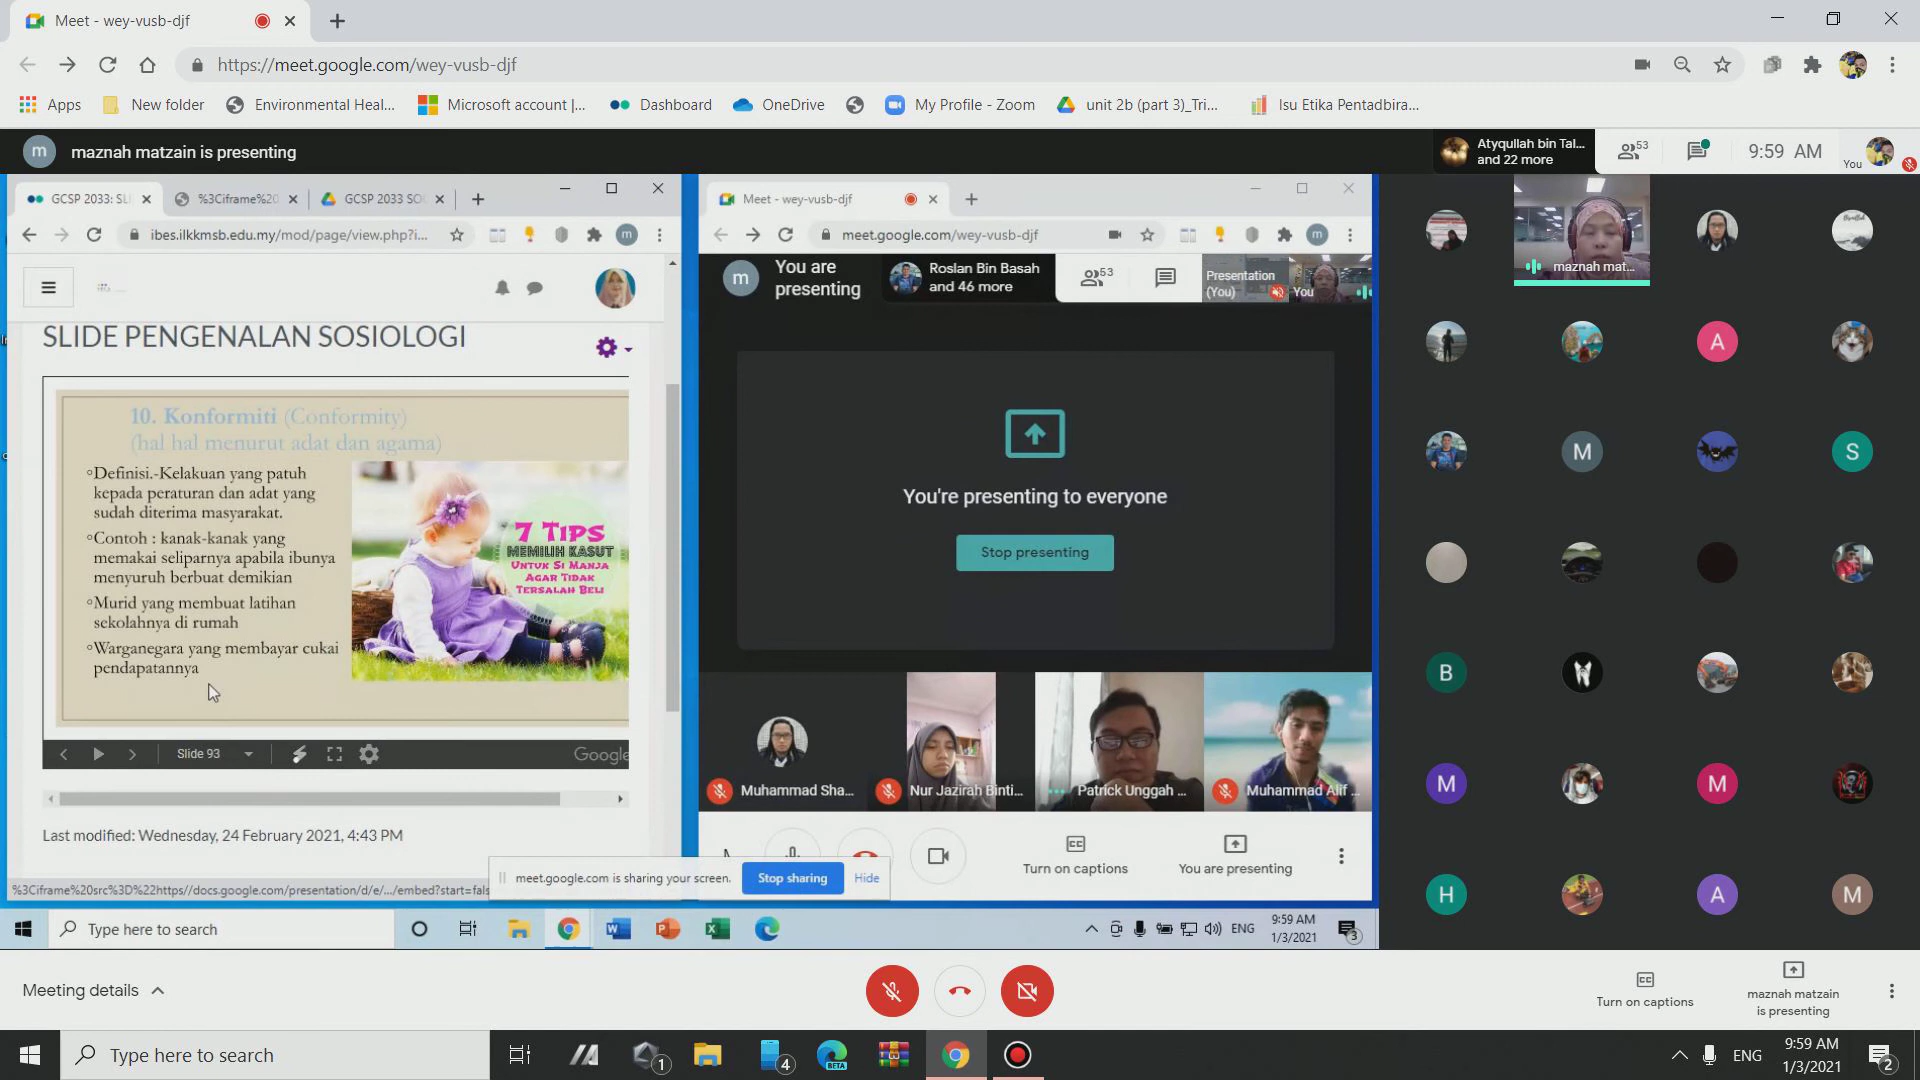 Meet - wey-vusb-djf
https://meet.google.com/wey-vusb-djf
Apps
New folder
Environmental Heal...
Microsoft account |...
Dashboard
OneDrive
My Profile - Zoom
unit 2b (part 3)_Tri...
Isu Etika Pentadbira...
m
maznah matzain is presenting
Atyqullah bin Tal...
and 22 more
53
9:59 AM
You
GCSP 2033: SLI
%3Ciframe%20
GCSP 2033 SO
ibes.ilkkmsb.edu.my/mod/page/view.php?i...
m
SLIDE PENGENALAN SOSIOLOGI
10. Konformiti (Conformity)
(hal hal menurut adat dan agama)
°Definisi.-Kelakuan yang patuh
kepada peraturan dan adat yang
sudah diterima masyarakat.
°Contoh : kanak-kanak yang
memakai seliparnya apabila ibunya
menyuruh berbuat demikian
°Murid yang membuat latihan
sekolahnya di rumah
°Warganegara yang membayar cukai
pendapatannya
7 TIPS
MEMILIH KASUT
UNTUK SI MANJA
AGAR TIDAK
TERSALAH BELI
Slide 93
Google
Last modified: Wednesday, 24 February 2021, 4:43 PM
%3Ciframe%20src%3D%22https//docs.google.com/presentation/d/e/.../embed?start=fals
Meet - wey-vusb-djf
meet.google.com/wey-vusb-djf
m
m
You are
presenting
Roslan Bin Basah
and 46 more
53
Presentation
(You)
You
You're presenting to everyone
Stop presenting
Muhammad Sha...
Nur Jazirah Binti...
Patrick Unggah ...
Muhammad Alif ...
Turn on captions
You are presenting
meet.google.com is sharing your screen.
Stop sharing
Hide
Type here to search
ENG
9:59 AM
1/3/2021
3
maznah mat...
A
M
S
B
M
M
H
A
M
Meeting details
Turn on captions
maznah matzain
is presenting
Type here to search
1
4
BETA
ENG
9:59 AM
1/3/2021
2